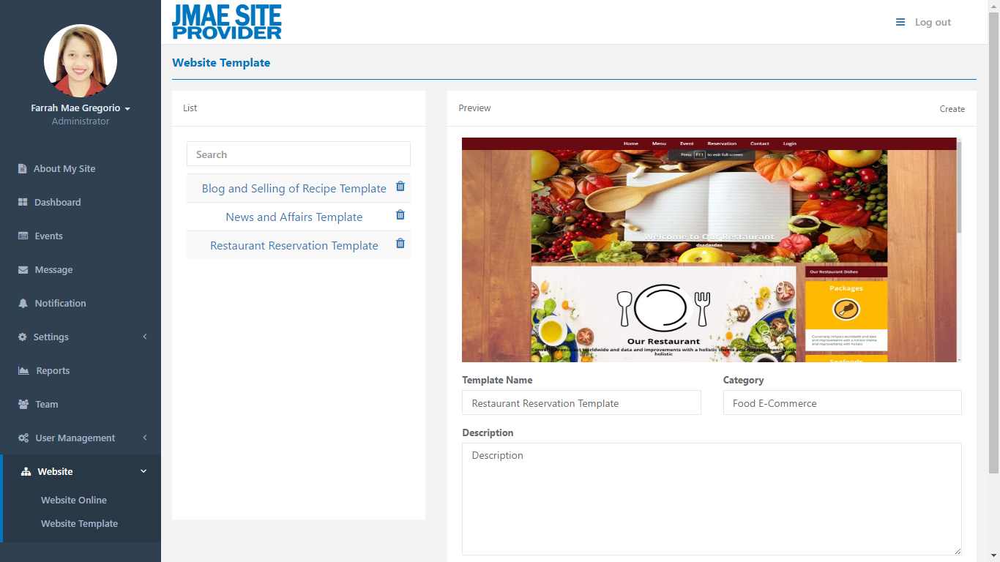 JMAE SITE
PROVIDER
Log out
Farrah Mae Gregorio
Administrator
About My Site
Dashboard
Events
Message
Notification
Settings
Reports
Team
User Management
Website
Website Online
Website Template
Website Template
List
Search
Blog and Selling of Recipe Template
News and Affairs Template
Restaurant Reservation Template
Preview
Create
Home Menu Event Reservation Contact Login
Press F11 to exit full screen
Welcome to Our Restaurant
dsadasdas
Our Restaurant
worldwide and data and improvements with a holistic theme and improvements with
holistic
Our Restaurant Dishes
Packages
worldwide and data
and improvements with a holistic theme
and improvements with holistic
Seafoods
Template Name
Restaurant Reservation Template
Category
Food E-Commerce
Description
Description